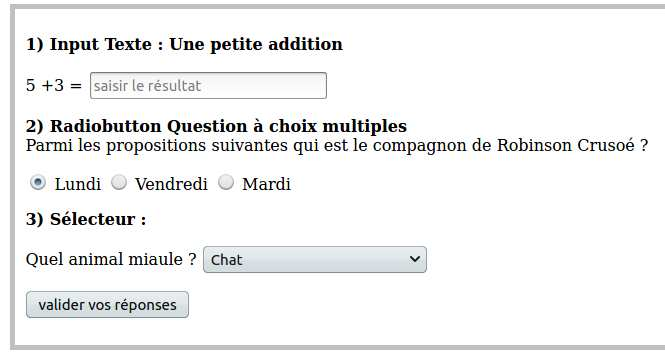 1) Input Texte : Une petite addition
5 +3 = saisir le résultat
2) Radiobutton Question à choix multiples
Parmi les propositions suivantes qui est le compagnon de Robinson Crusoé ?
Lundi Vendredi Mardi
3) Sélecteur :
Quel animal miaule ? Chat
valider vos réponses